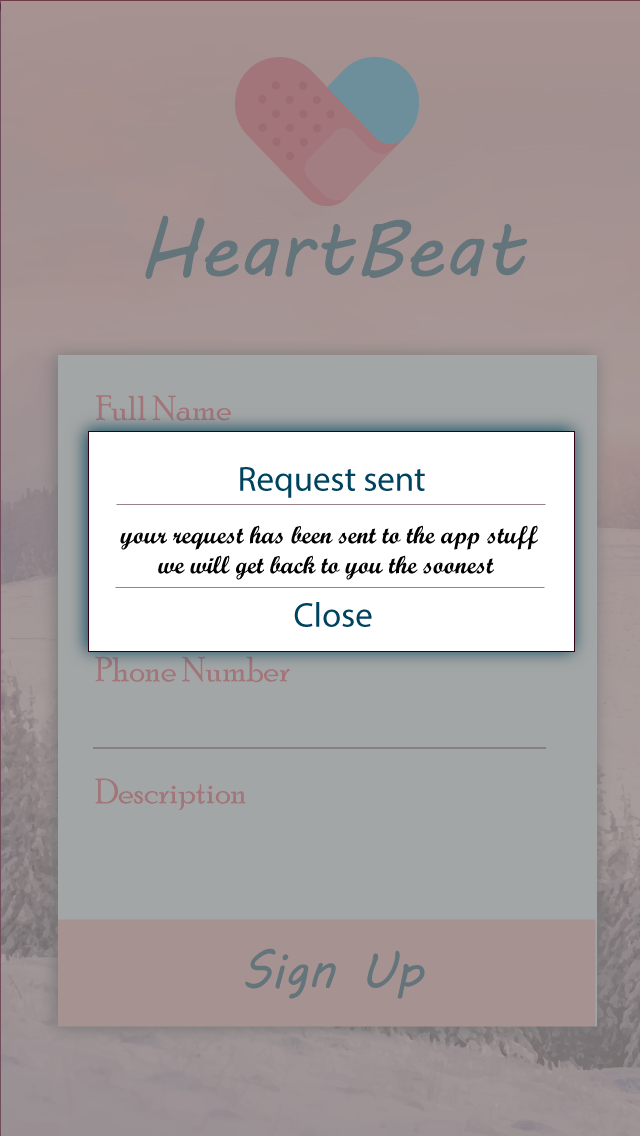 HeartBeat
Full Name
Request sent
your request has been sent to the app stuff
we will get back to you the soonest
Close
Phone Number
Description
Sign Up